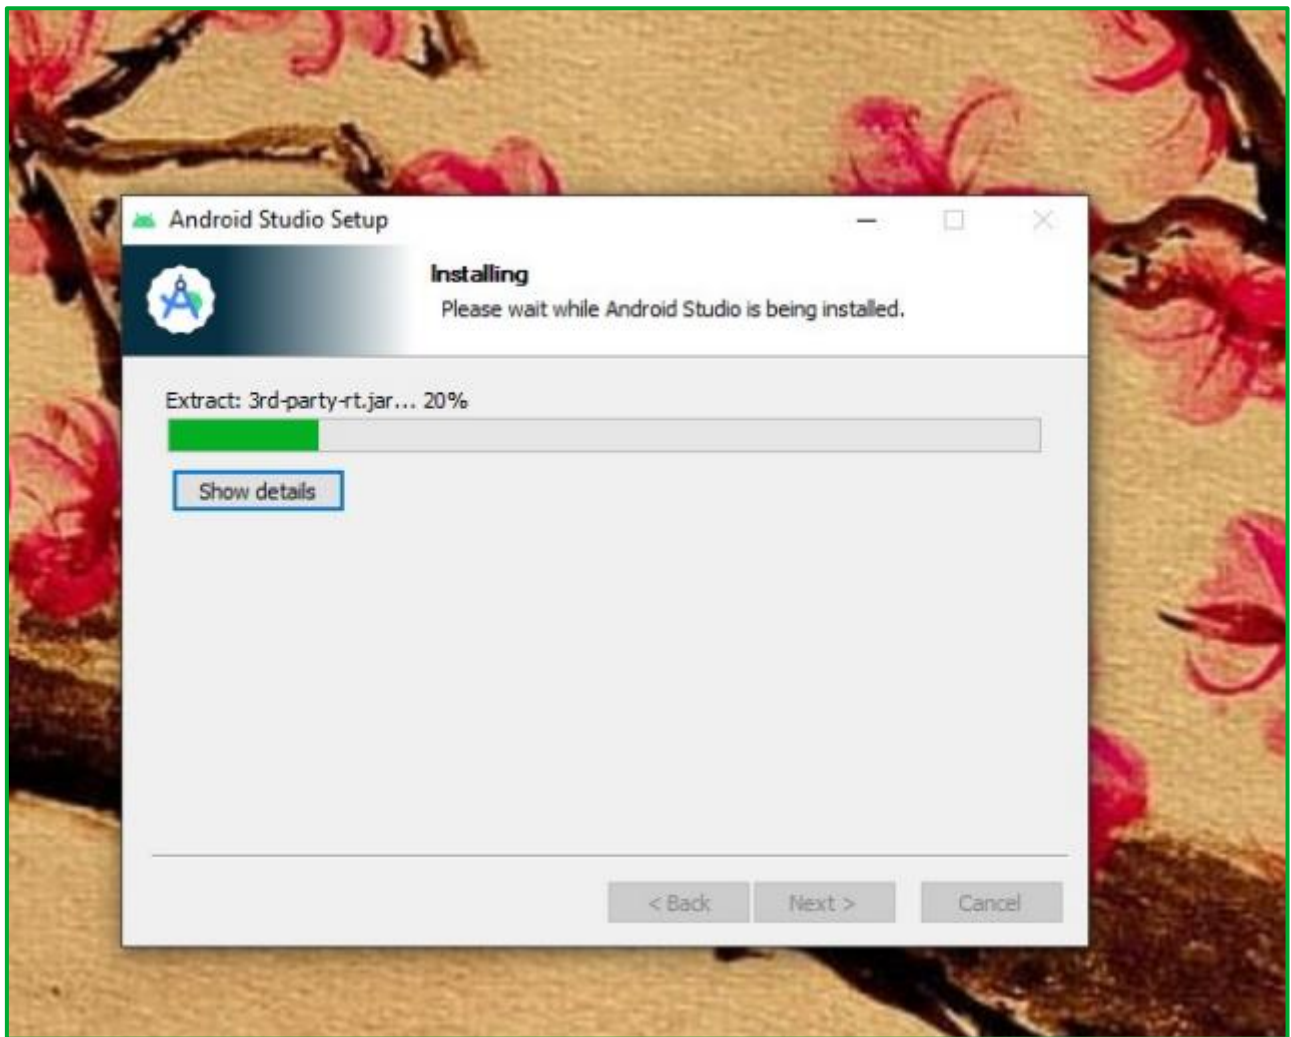 Android Studio Setup
Installing
Please wait while Android Studio is being installed.
Extract: 3rd-party-rt.jar... 20%
Show details
< Back Next > Cancel